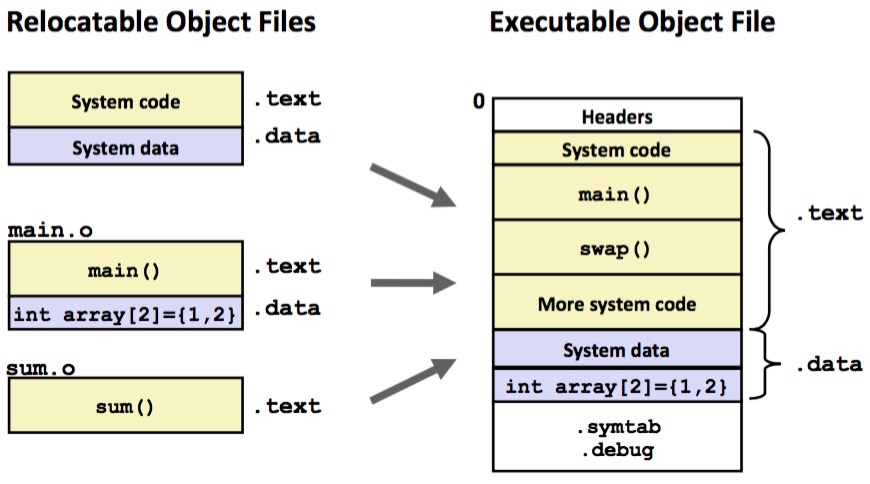 Relocatable Object Files
System code
.text
System data
.data
main.o
main()
.text
int array[2]={1,2}
.data
sum.o
sum()
.text
Executable Object File
0
Headers
System code
main()
swap()
More system code
.text
System data
int array[2]={1,2}
.data
.symtab
.debug